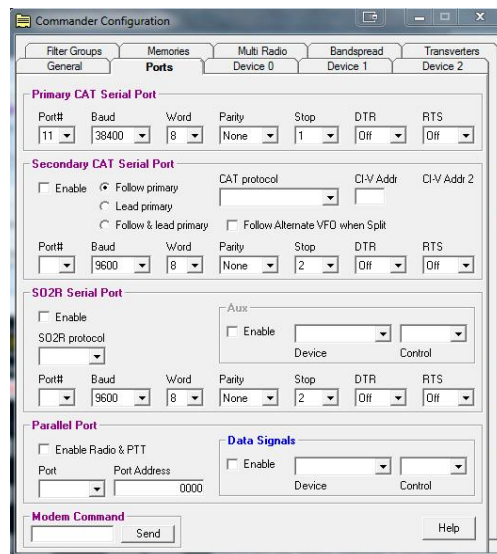 Commander Configuration
Filter Groups Memories Multi Radio Bandspread Transverters
General Ports Device 0 Device 1 Device 2
Primary CAT Serial Port
Port# Baud Word Parity Stop DTR RTS
11 38400 8 None 1 Off Off
Secondary CAT Serial Port
Enable Follow primary CAT protocol CI-V Addr CI-V Addr 2
Lead primary
Follow & lead primary Follow Alternate VFO when Split
Port# Baud Word Parity Stop DTR RTS
9600 8 None 2 Off Off
SO2R Serial Port
Enable Aux
SO2R protocol Enable
Device Control
Port# Baud Word Parity Stop DTR RTS
9600 8 None 2 Off Off
Parallel Port
Enable Radio & PTT Data Signals
Port Port Address Enable
0000 Device Control
Modem Command
Send Help